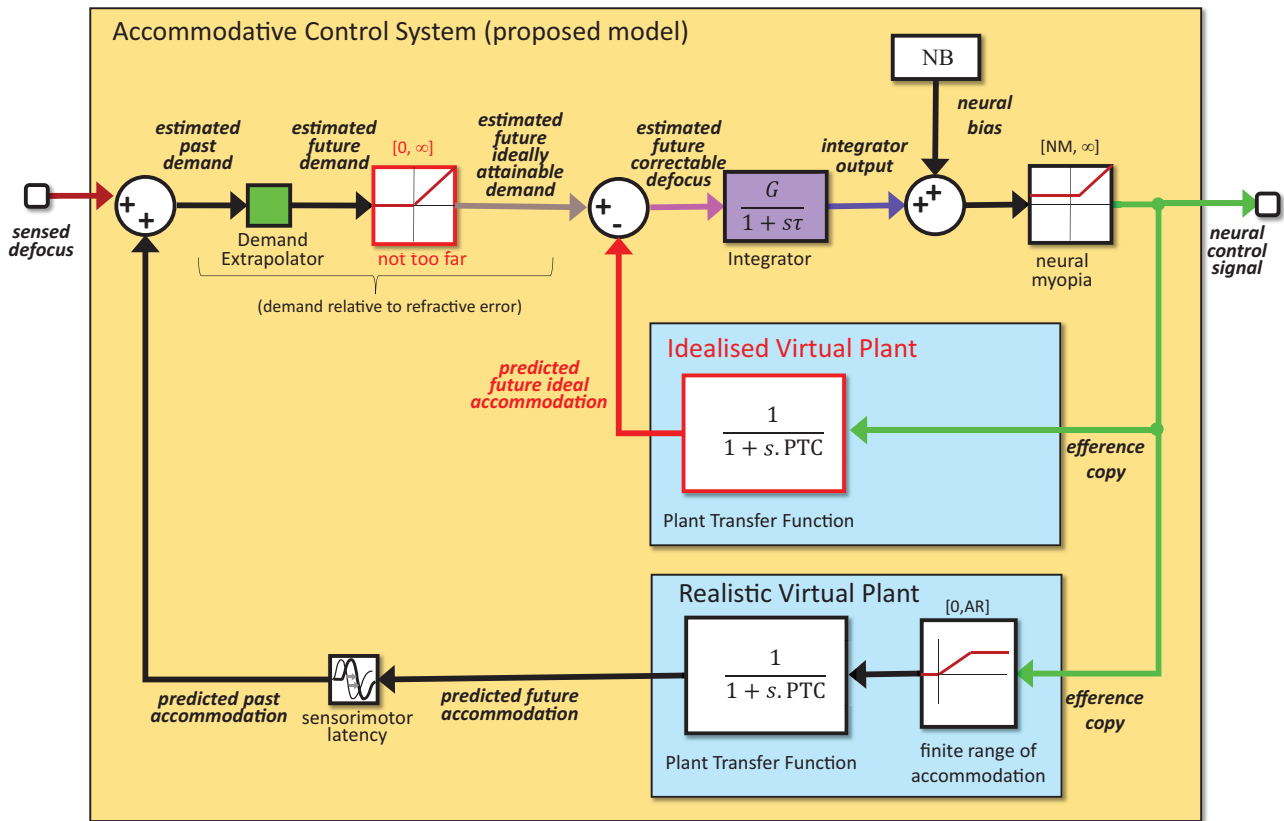 Accommodative Control System (proposed model)
NB
neural
bias
estimated
past
demand
estimated
future
demand
[0, ∞]
estimated
future
ideally
attainable
demand
estimated
future
correctable
defocus
integrator
output
[NM, ∞]
sensed
defocus
+
+
Demand
Extrapolator
not too far
(demand relative to refractive error)
+
-
G
1 + sτ
Integrator
+
+
neural
myopia
neural
control
signal
Idealised Virtual Plant
predicted
future ideal
accommodation
1
1 + s. PTC
Plant Transfer Function
efference
copy
Realistic Virtual Plant
[0,AR]
1
1 + s. PTC
Plant Transfer Function
finite range of
accommodation
efference
copy
predicted future
accommodation
sensorimotor
latency
predicted past
accommodation